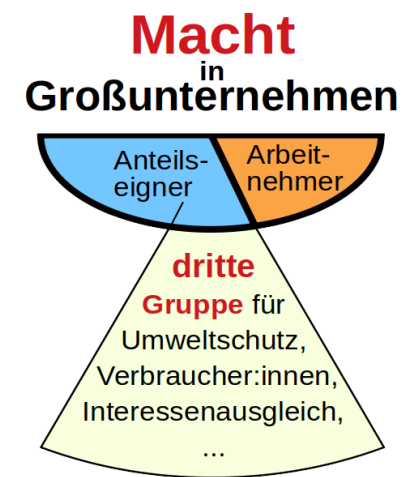 Macht
in
Großunternehmen
Anteils-
eigner
Arbeit-
nehmer
dritte
Gruppe für
Umweltschutz,
Verbraucher:innen,
Interessenausgleich,
...